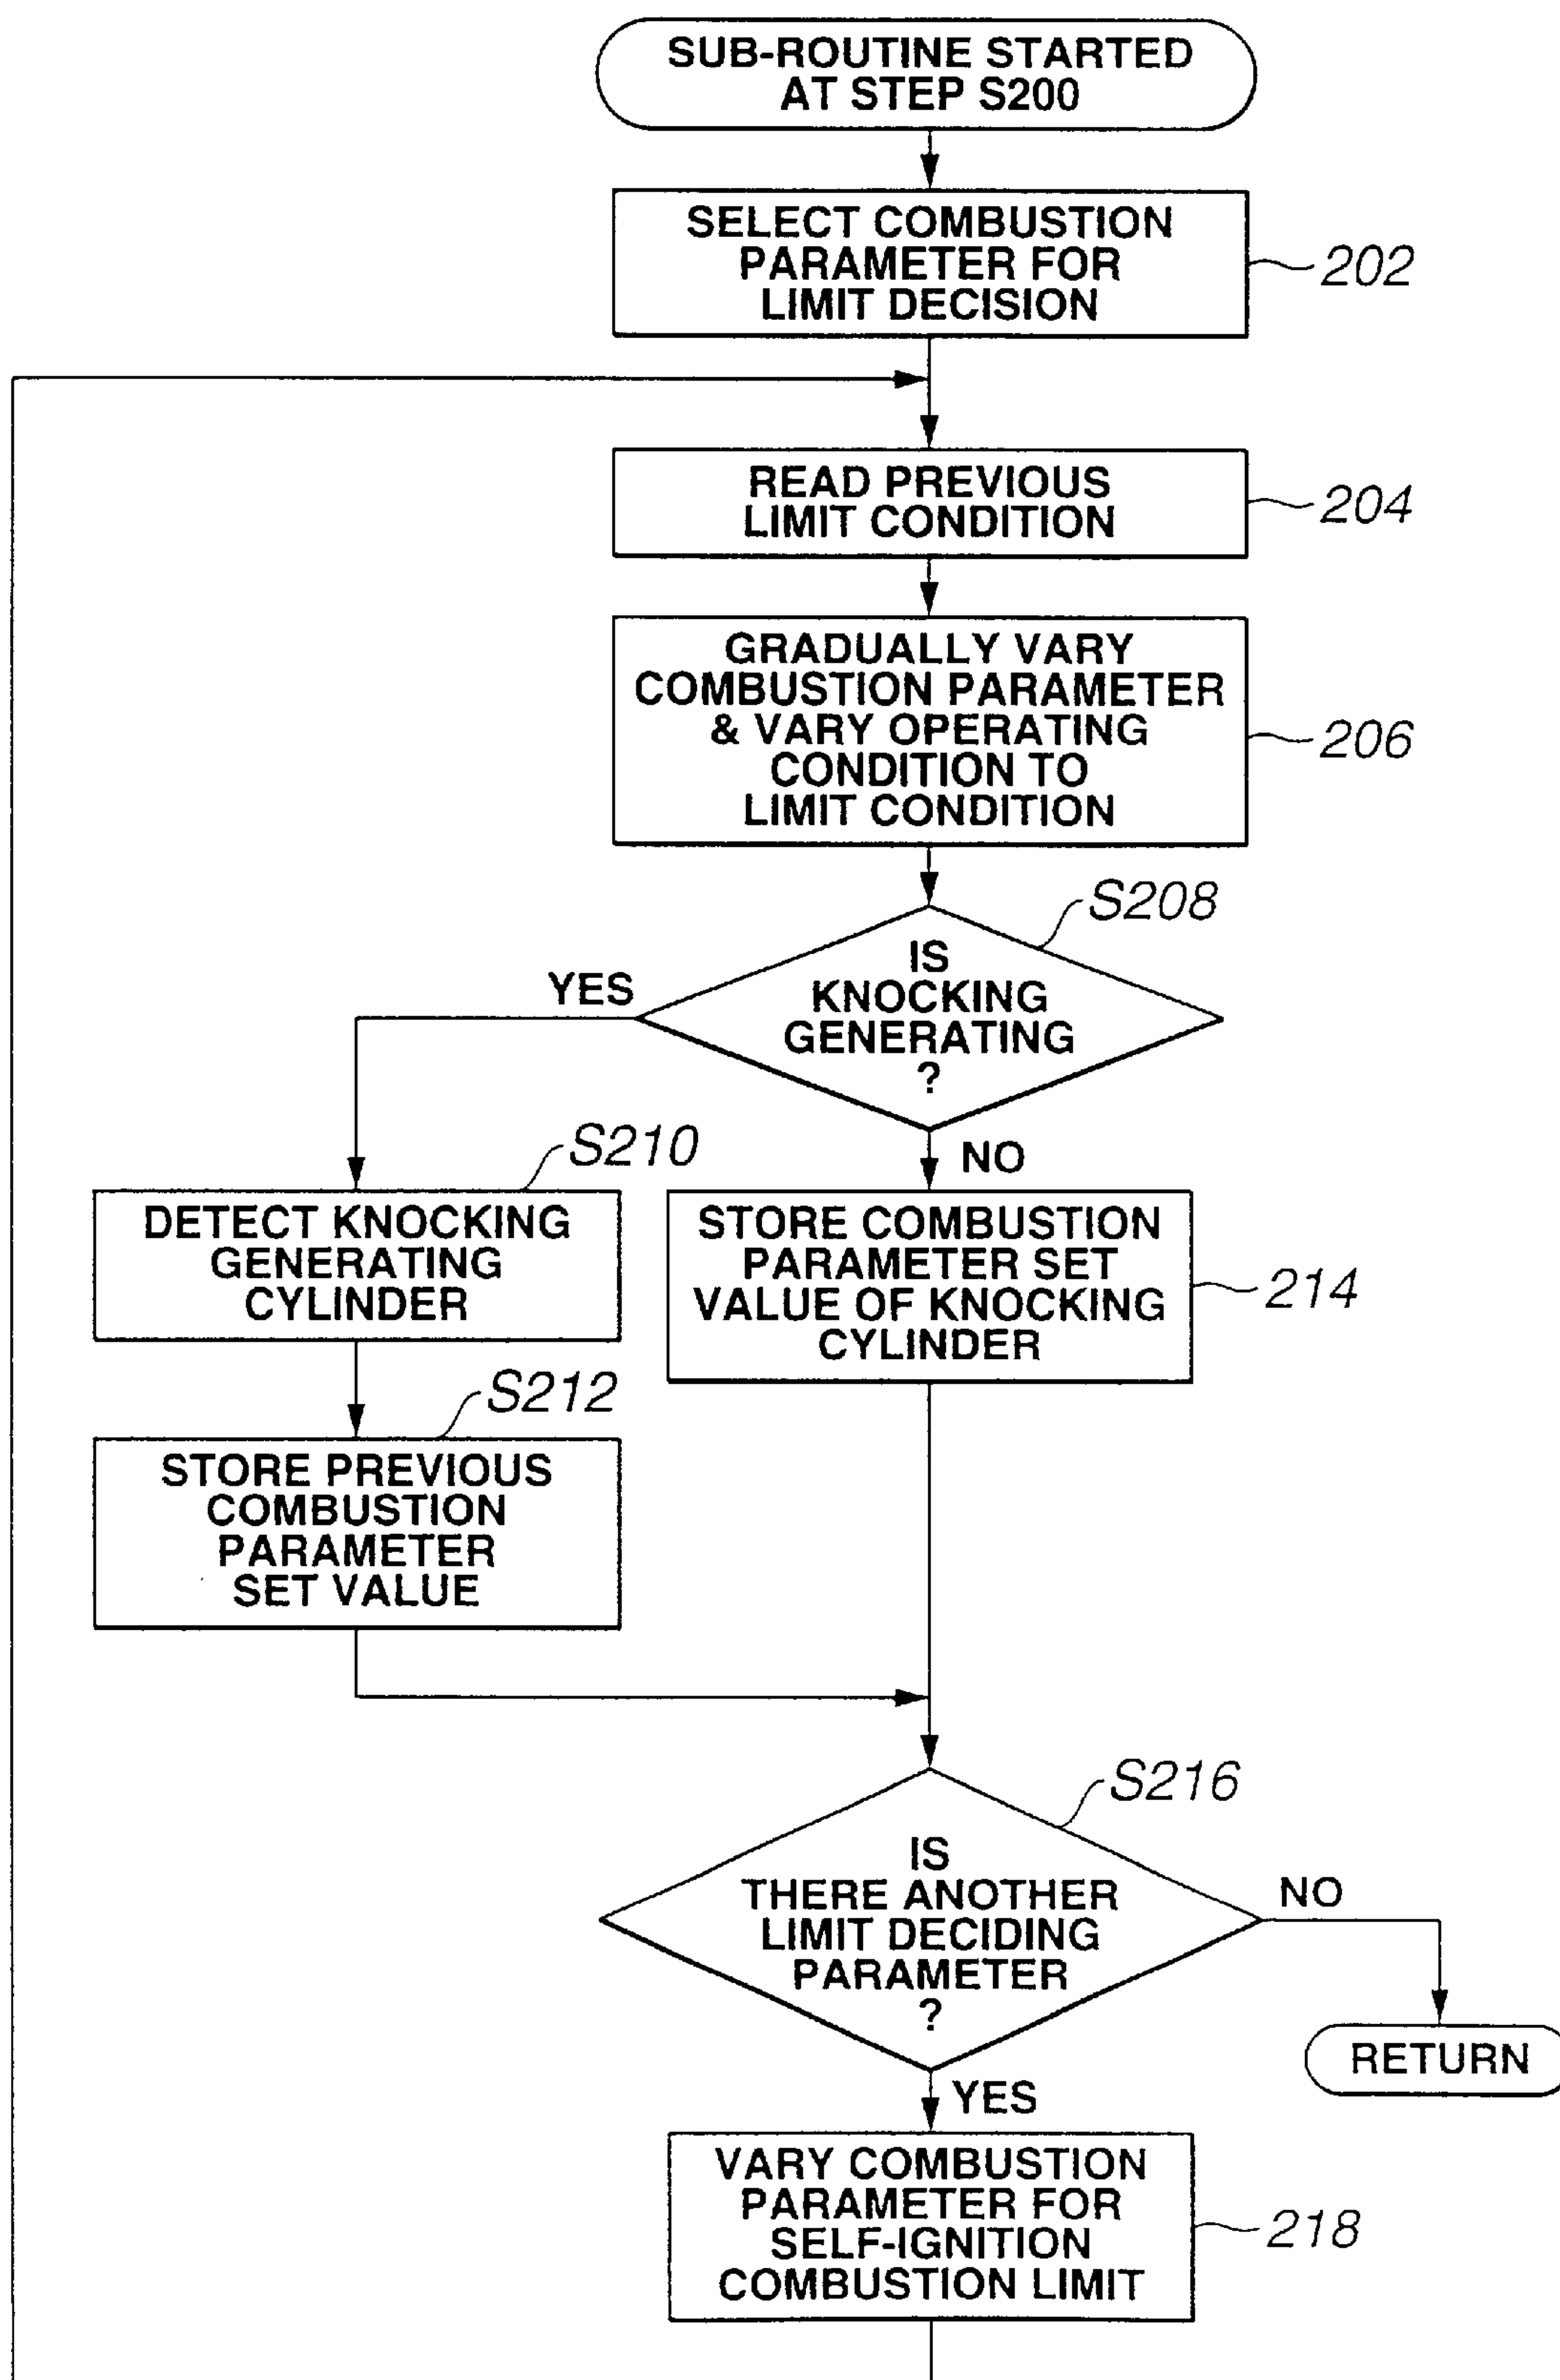 SUB-ROUTINE STARTED
AT STEP S200
SELECT COMBUSTION
PARAMETER FOR
LIMIT DECISION
202
READ PREVIOUS
LIMIT CONDITION
204
GRADUALLY VARY
COMBUSTION PARAMETER
& VARY OPERATING
CONDITION TO
LIMIT CONDITION
206
S208
IS
KNOCKING
GENERATING
?
YES
NO
S210
DETECT KNOCKING
GENERATING
CYLINDER
STORE COMBUSTION
PARAMETER SET
VALUE OF KNOCKING
CYLINDER
214
S212
STORE PREVIOUS
COMBUSTION
PARAMETER
SET VALUE
S216
IS
THERE ANOTHER
LIMIT DECIDING
PARAMETER
?
NO
RETURN
YES
VARY COMBUSTION
PARAMETER FOR
SELF-IGNITION
COMBUSTION LIMIT
218